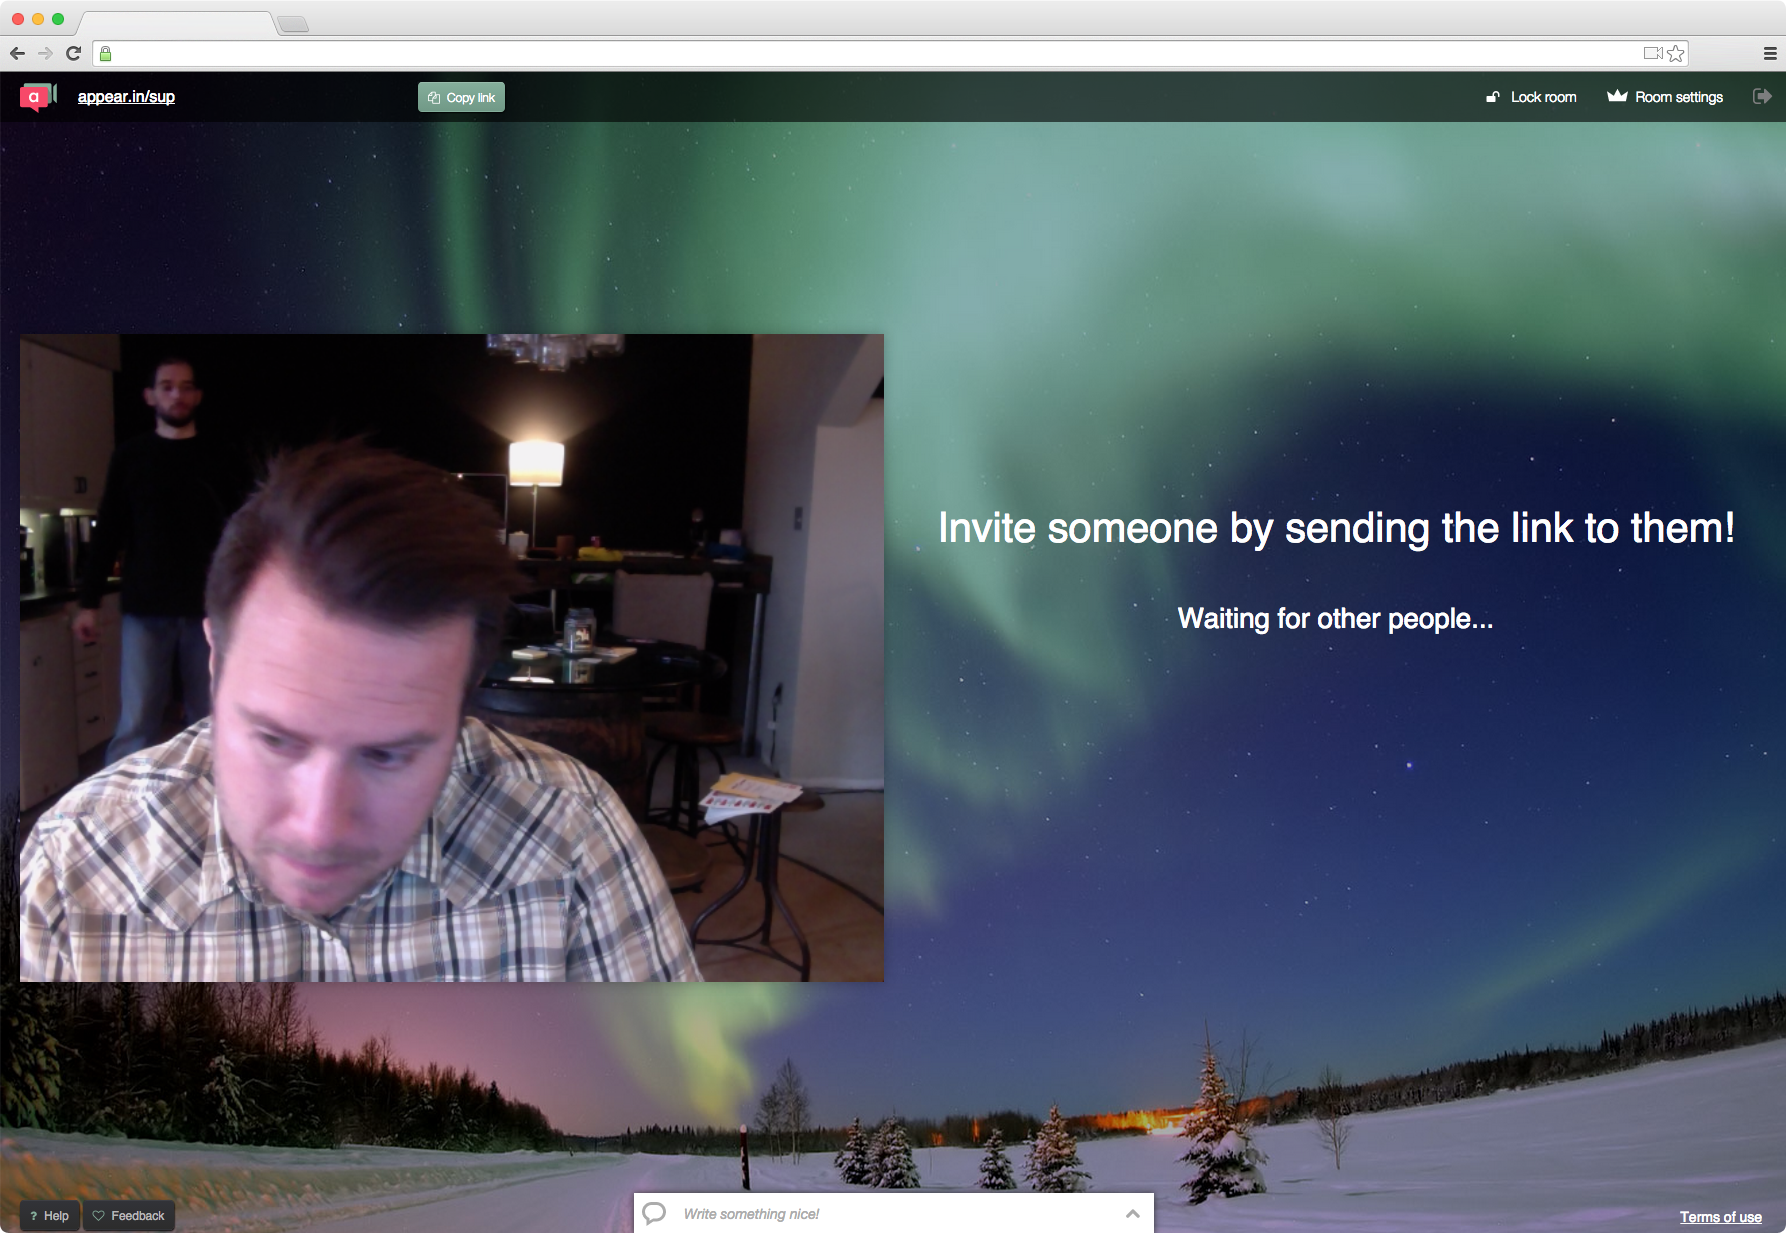 a
appear.in/sup
Copy link
Lock room
Room settings
Invite someone by sending the link to them!
Waiting for other people...
? Help
Feedback
Write something nice!
Terms of use